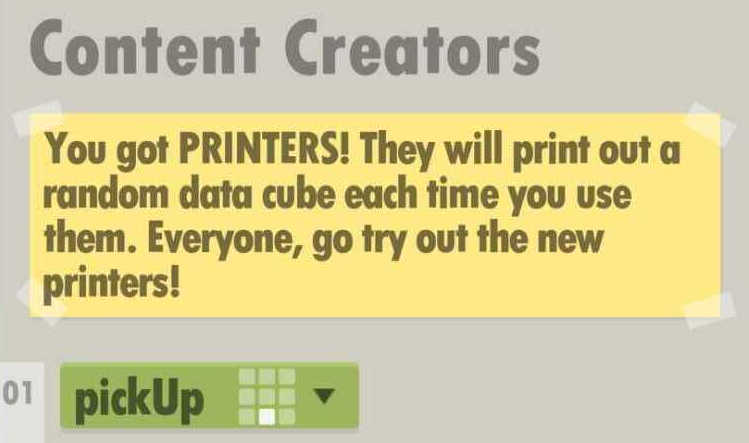 Content Creators
You got PRINTERS! They will print out a
random data cube each time you use
them. Everyone, go try out the new
printers!
01 pickUp